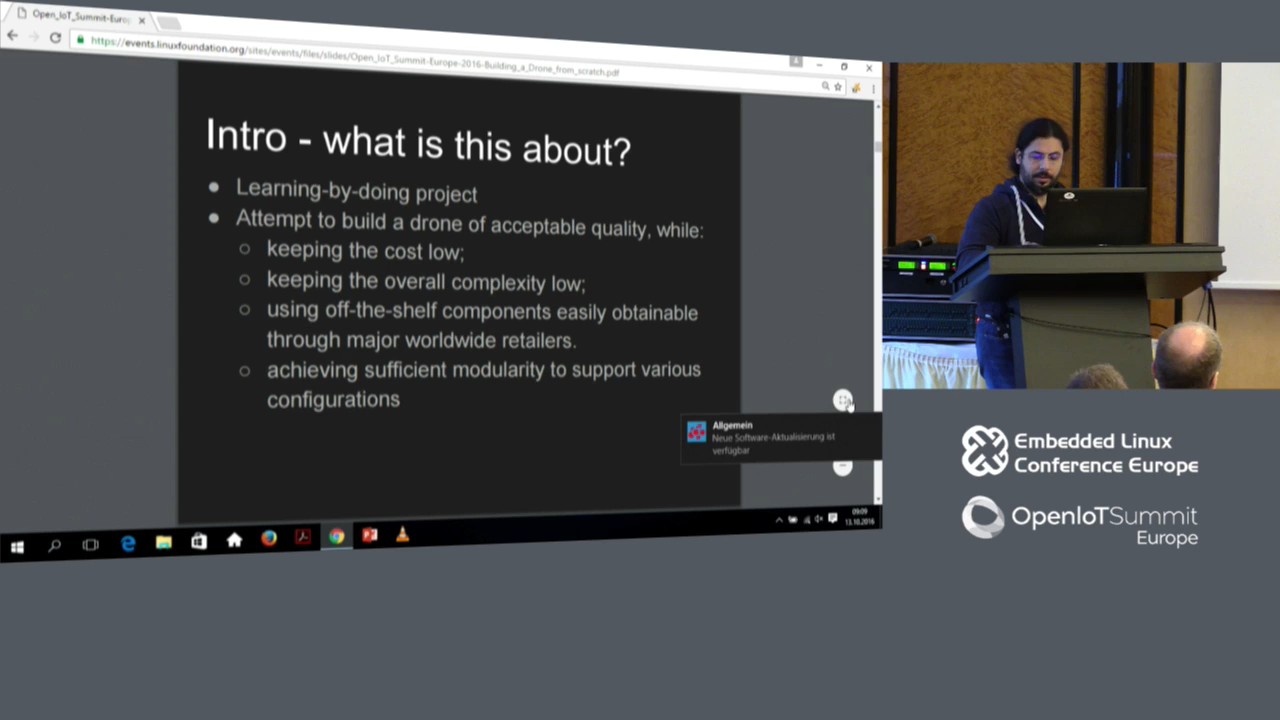 Open_IoT_Summit-Euro
https://events.linuxfoundation.org/sites/events/files/slides/Open_IoT_Summit-Europe-2016-Building_a_Drone_from_scratch.pdf
Intro - what is this about?
● Learning-by-doing project
● Attempt to build a drone of acceptable quality, while:
○ keeping the cost low;
○ keeping the overall complexity low;
○ using off-the-shelf components easily obtainable
through major worldwide retailers.
○ achieving sufficient modularity to support various
configurations
Allgemein
Neue Software-Aktualisierung ist
verfügbar
09:09
13.10.2016
Embedded Linux
Conference Europe
OpenIoTSummit
Europe